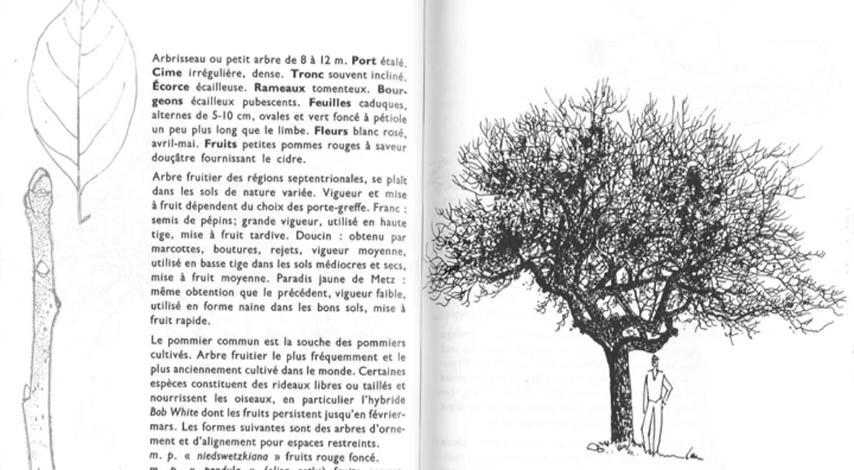 Arbrisseau ou petit arbre de 8 à 12 m. Port étalé.
Cime irrégulière, dense. Tronc souvent incliné.
Écorce écailleuse. Rameaux tomenteux. Bour-
geons écailleux pubescents. Feuilles caduques,
alternes de 5-10 cm, ovales et vert foncé à pétiole
un peu plus long que le limbe. Fleurs blanc rosé,
avril-mai. Fruits petites pommes rouges à saveur
douçâtre fournissant le cidre.
Arbre fruitier des régions septentrionales, se plaît
dans les sols de nature variée. Vigueur et mise
à fruit dépendent du choix des porte-greffe. Franc :
semis de pépins; grande vigueur, utilisé en haute
tige, mise à fruit tardive. Doucin : obtenu par
marcottes, boutures, rejets, vigueur moyenne,
utilisé en basse tige dans les sols médiocres et secs,
mise à fruit moyenne. Paradis jaune de Metz :
même obtention que le précédent, vigueur faible,
utilisé en forme naine dans les bons sols, mise à
fruit rapide.
Le pommier commun est la souche des pommiers
cultivés. Arbre fruitier le plus fréquemment et le
plus anciennement cultivé dans le monde. Certaines
espèces constituent des rideaux libres ou taillés et
nourrissent les oiseaux, en particulier l'hybride
Bob White dont les fruits persistent jusqu'en février-
mars. Les formes suivantes sont des arbres d'orne-
ment et d'alignement pour espaces restreints.
m. p. « niedswetzkiana » fruits rouge foncé.
m. p. « pendula »